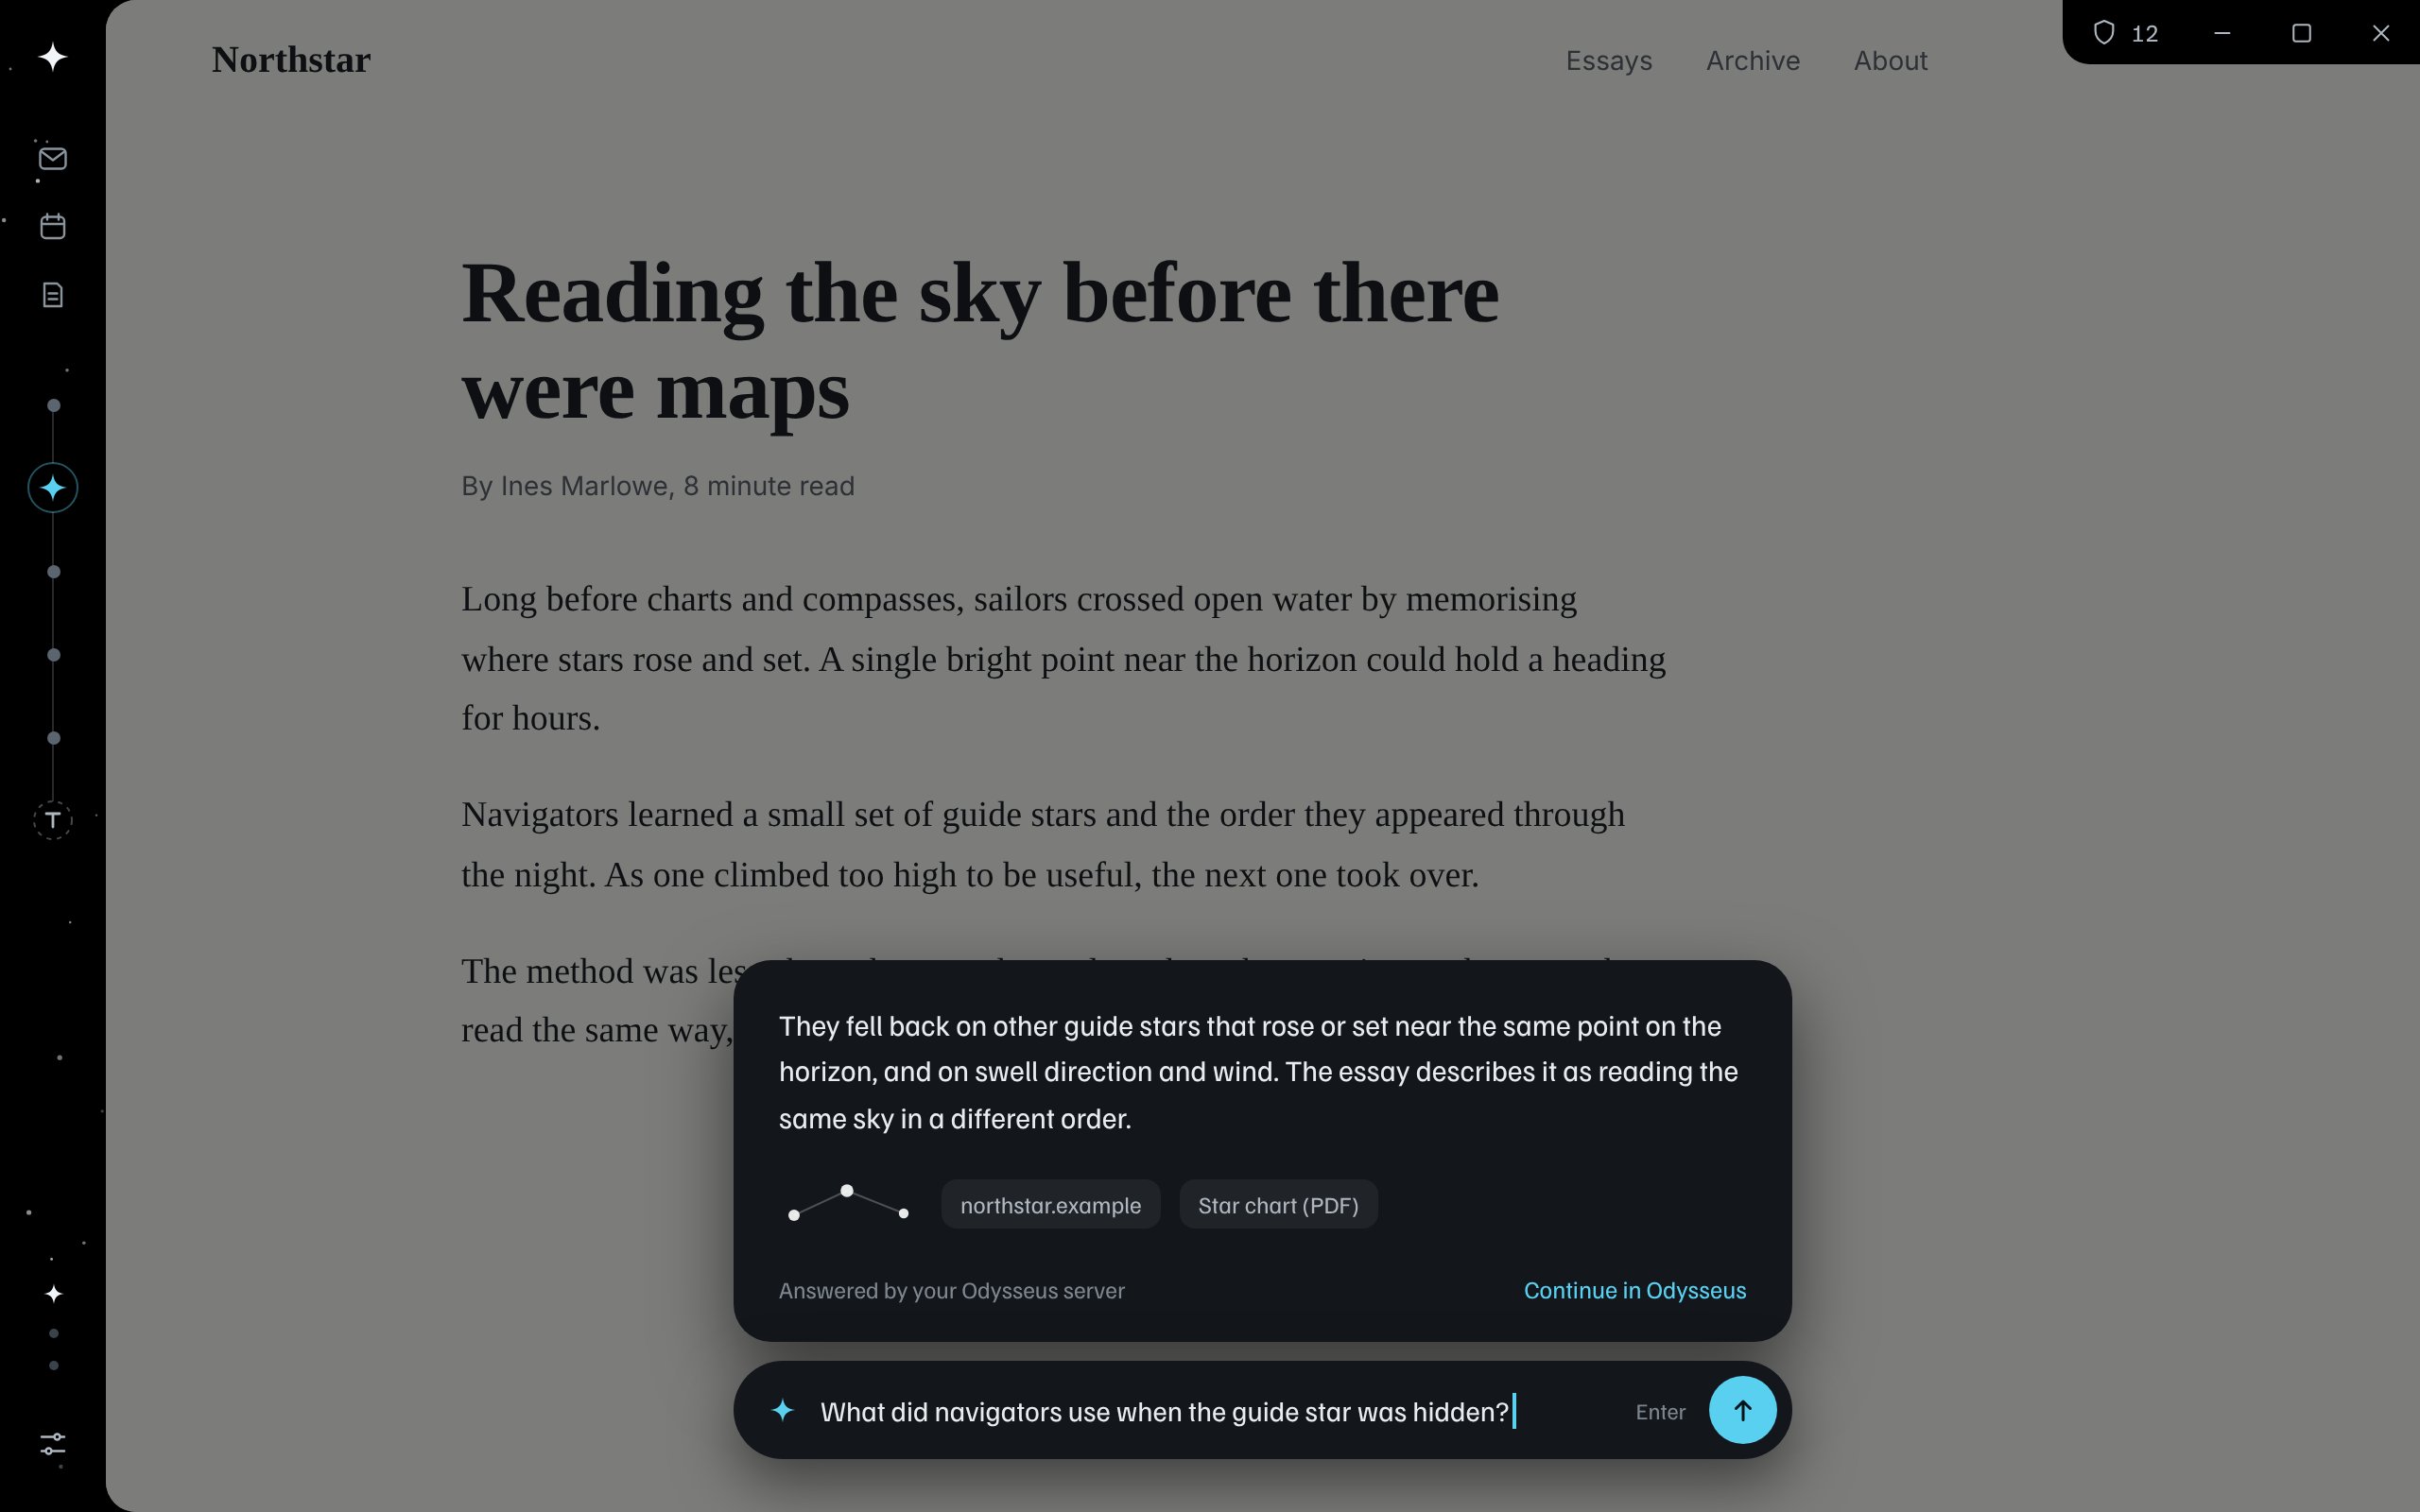 Northstar
Essays
Archive
About
12
Reading the sky before there
were maps
By Ines Marlowe, 8 minute read
Long before charts and compasses, sailors crossed open water by memorising
where stars rose and set. A single bright point near the horizon could hold a heading
for hours.
T
Navigators learned a small set of guide stars and the order they appeared through
the night. As one climbed too high to be useful, the next one took over.
The method was
read the same way,
They fell back on other guide stars that rose or set near the same point on the
horizon, and on swell direction and wind. The essay describes it as reading the
same sky in a different order.
northstar.example
Star chart (PDF)
Answered by your Odysseus server
Continue in Odysseus
What did navigators use when the guide star was hidden?
Enter